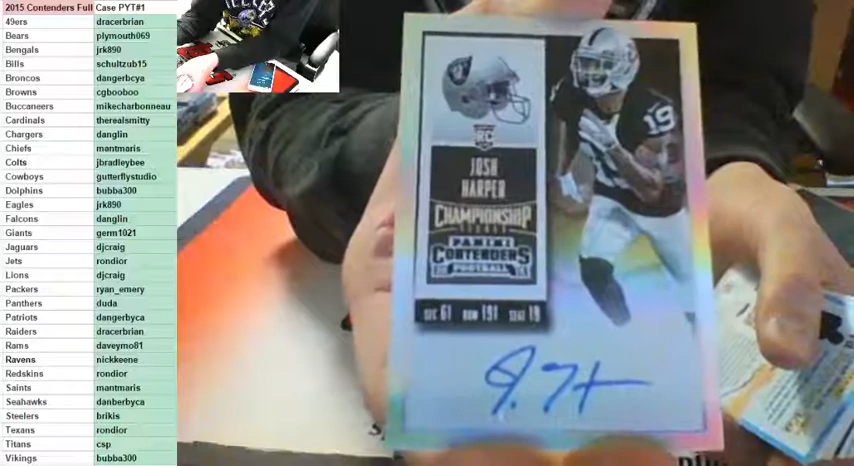 2015 Contenders Full Case PYT#1
49ers dracerbrian
Bears plymouth069
Bengals jrk890
Bills schultzub15
Broncos dangerbcya
Browns cgbooboo
Buccaneers mikecharbonneau
Cardinals therealsmitty
Chargers danglin
Chiefs mantmaris
Colts jbradleybee
Cowboys gutterflystudio
Dolphins bubba300
Eagles jrk890
Falcons danglin
Giants germ1021
Jaguars djcraig
Jets rondior
Lions djcraig
Packers ryan_emery
Panthers duda
Patriots dangerbyca
Raiders dracerbrian
Rams daveymo81
Ravens nickkeene
Redskins rondior
Saints mantmaris
Seahawks danberbyca
Steelers brikis
Texans rondior
Titans csp
Vikings bubba300
RC
JOSH
HARPER
CHAMPIONSHIP
TICKET
PANINI
CONTENDERS
FOOTBALL
SEC 61 ROW 191 SEAT 19
19